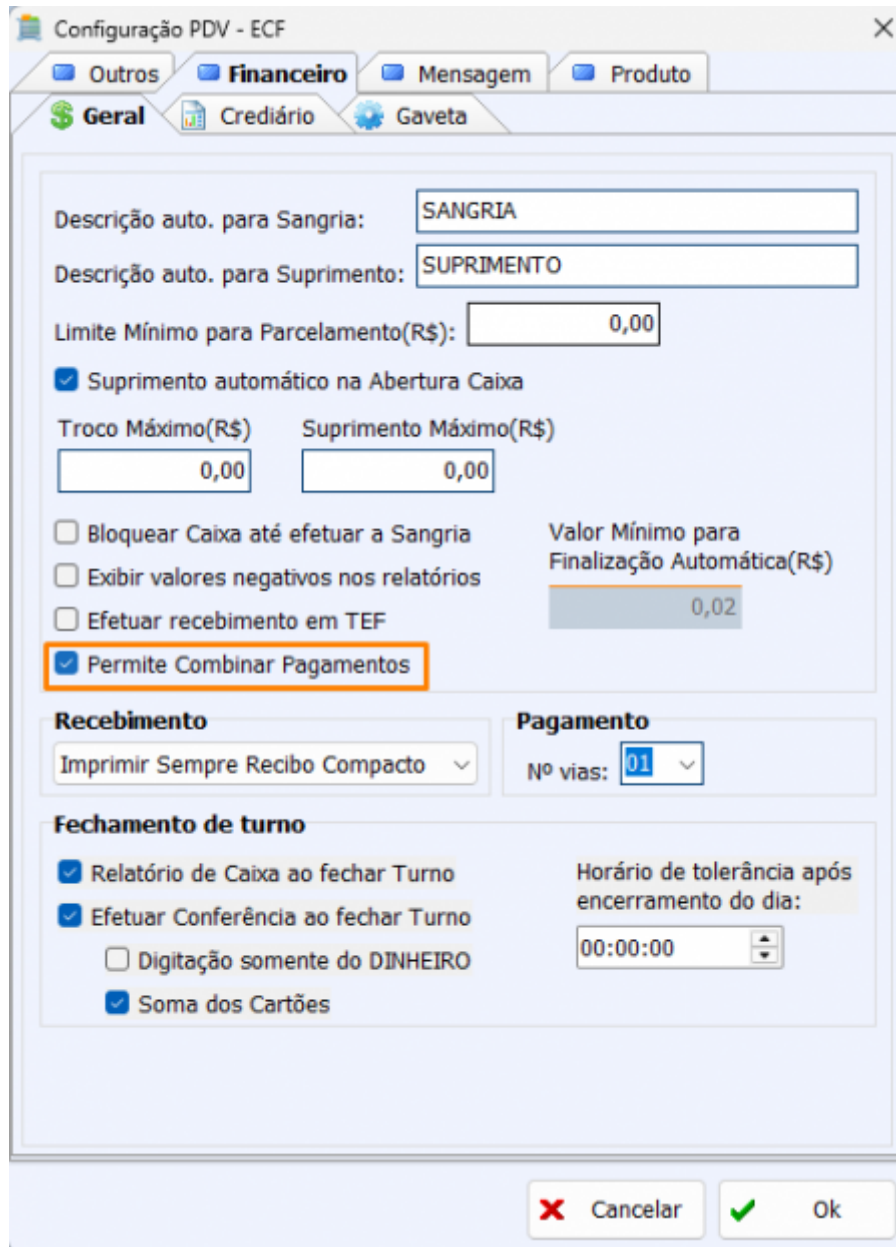 Configuração PDV - ECF
Outros Financeiro Mensagem Produto
Geral Crediário Gaveta
Descrição auto. para Sangria: SANGRIA
Descrição auto. para Suprimento: SUPRIMENTO
Limite Mínimo para Parcelamento(R$): 0,00
Suprimento automático na Abertura Caixa
Troco Máximo(R$) Suprimento Máximo(R$)
0,00 0,00
Bloquear Caixa até efetuar a Sangria
Exibir valores negativos nos relatórios
Efetuar recebimento em TEF
Permite Combinar Pagamentos
Valor Mínimo para
Finalização Automática(R$)
0,02
Recebimento
Imprimir Sempre Recibo Compacto
Pagamento
Nº vias: 01
Fechamento de turno
Relatório de Caixa ao fechar Turno
Efetuar Conferência ao fechar Turno
Digitação somente do DINHEIRO
Soma dos Cartões
Horário de tolerância após
encerramento do dia:
00:00:00
Cancelar Ok